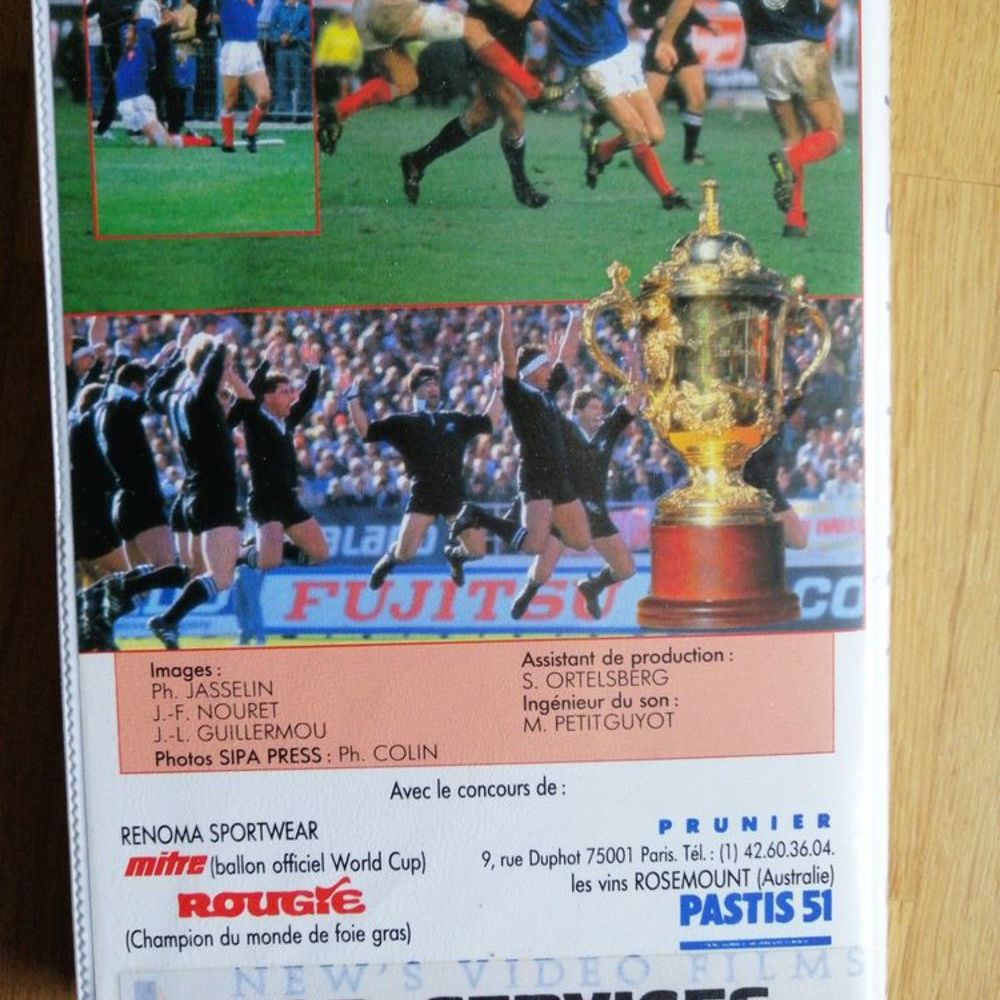 FUJITSU
CO
Images :
Ph. JASSELIN
J.-F. NOURET
J.-L. GUILLERMOU
Photos SIPA PRESS : Ph. COLIN
Assistant de production :
S. ORTELSBERG
Ingénieur du son :
M. PETITGUYOT
Avec le concours de :
RENOMA SPORTWEAR
mitre (ballon officiel World Cup)
ROUGIÉ
(Champion du monde de foie gras)
PRUNIER
9, rue Duphot 75001 Paris. Tél. : (1) 42.60.36.04.
les vins ROSEMOUNT (Australie)
PASTIS 51
NEW'S VIDEO FILMS